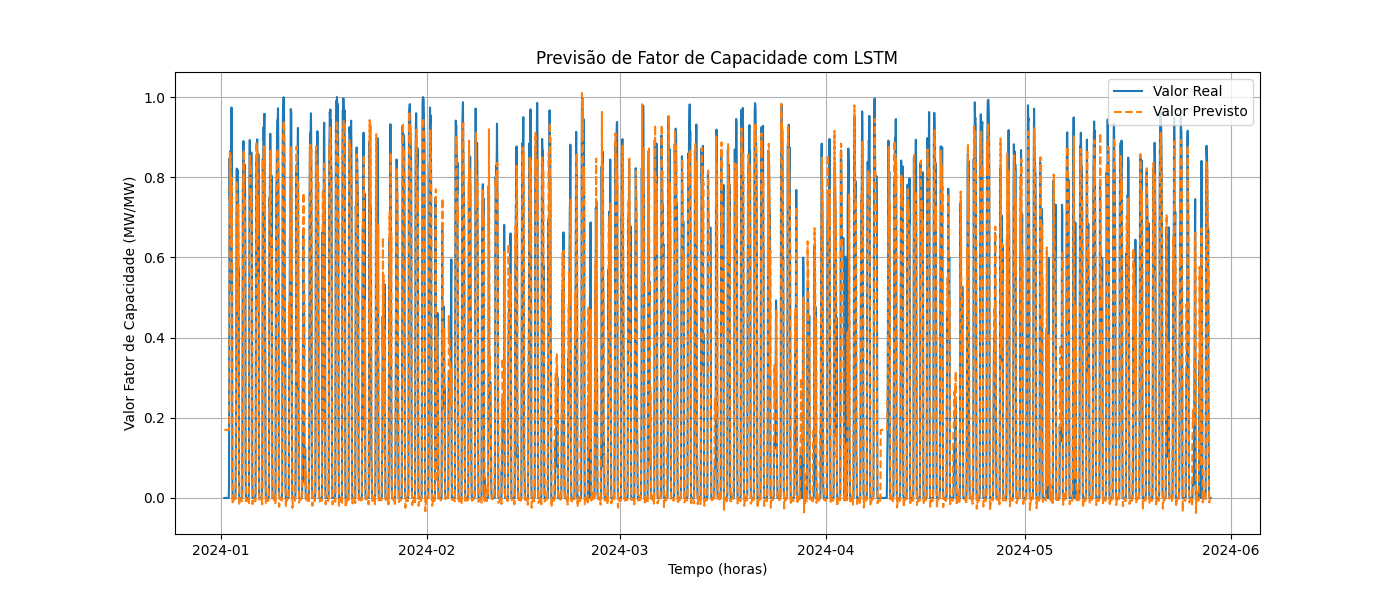 Previsão de Fator de Capacidade com LSTM
Valor Real
Valor Previsto
Valor Fator de Capacidade (MW/MW)
1.0
0.8
0.6
0.4
0.2
0.0
2024-01
2024-02
2024-03
2024-04
2024-05
2024-06
Tempo (horas)